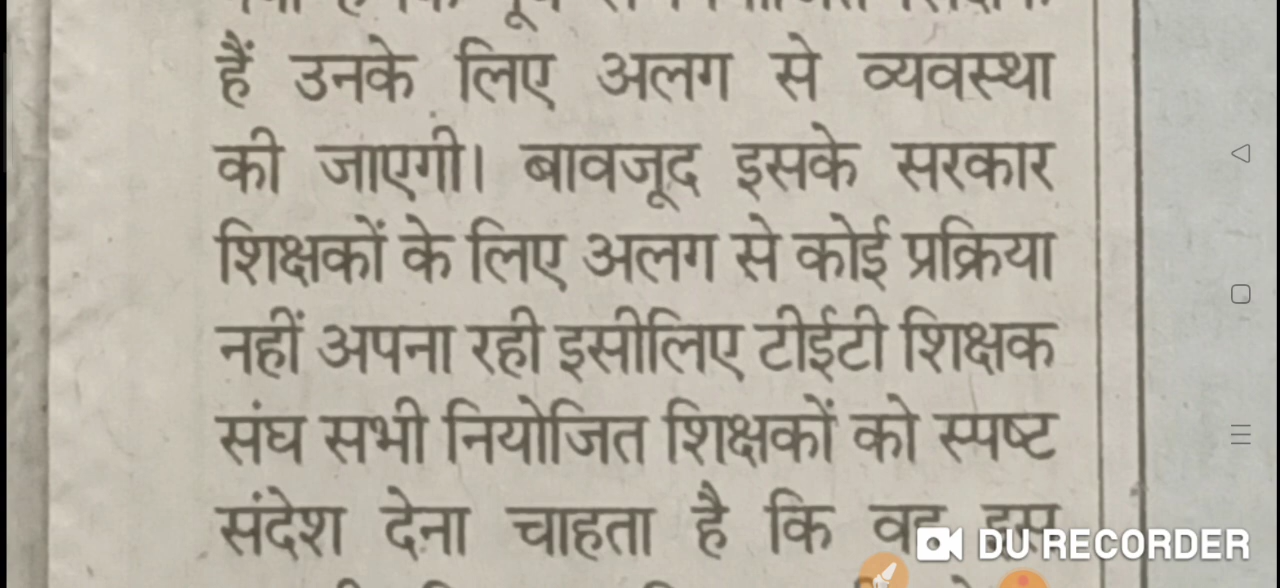 हैं उनके लिए अलग से व्यवस्था
की जाएगी। बावजूद इसके सरकार
शिक्षकों के लिए अलग से कोई प्रक्रिया
नहीं अपना रही इसीलिए टीईटी शिक्षक
संघ सभी नियोजित शिक्षकों को स्पष्ट
संदेश देना चाहता है कि वह
DU RECORDER